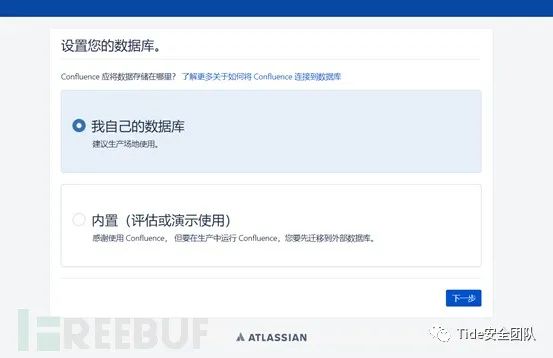 设置您的数据库。
Confluence 应将数据存储在哪里？ 了解更多关于如何将 Confluence 连接到数据库
我自己的数据库
建议生产场地使用。
内置（评估或演示使用）
感谢使用 Confluence， 但要在生产中运行 Confluence，您要先迁移到外部数据库。
下一步
FREEBUF
ATLASSIAN
Tide安全团队